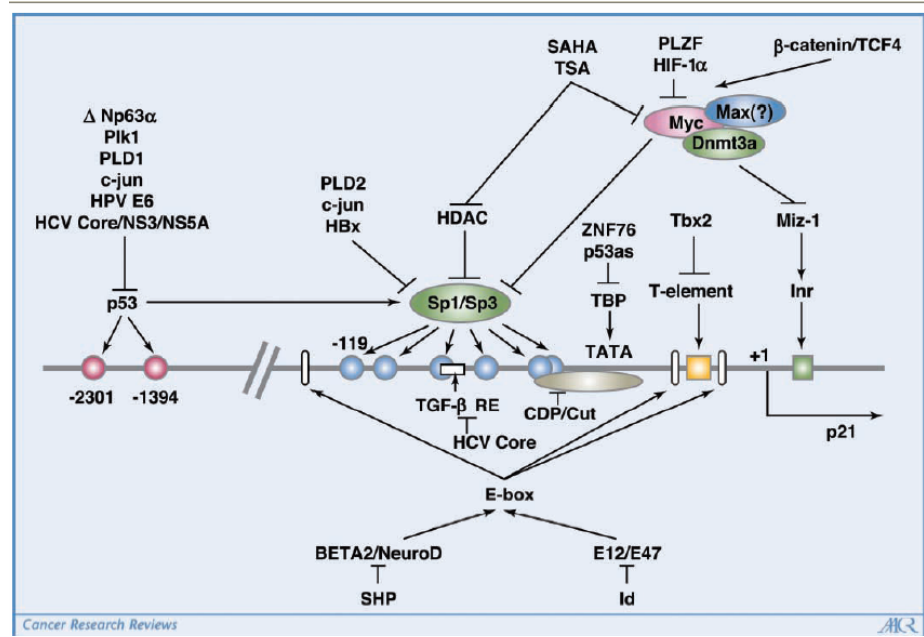 SAHA
TSA
PLZF
HIF-1α
β-catenin/TCF4
Myc
Max(?)
Dnmt3a
Δ Np63α
Plk1
PLD1
c-jun
HPV E6
HCV Core/NS3/NS5A
PLD2
c-jun
HBx
HDAC
ZNF76
p53as
Tbx2
Miz-1
p53
Sp1/Sp3
TBP
T-element
Inr
-119
TATA
+1
-2301
-1394
TGF-β RE
CDP/Cut
p21
HCV Core
E-box
BETA2/NeuroD
E12/E47
SHP
Id
Cancer Research Reviews
AACR